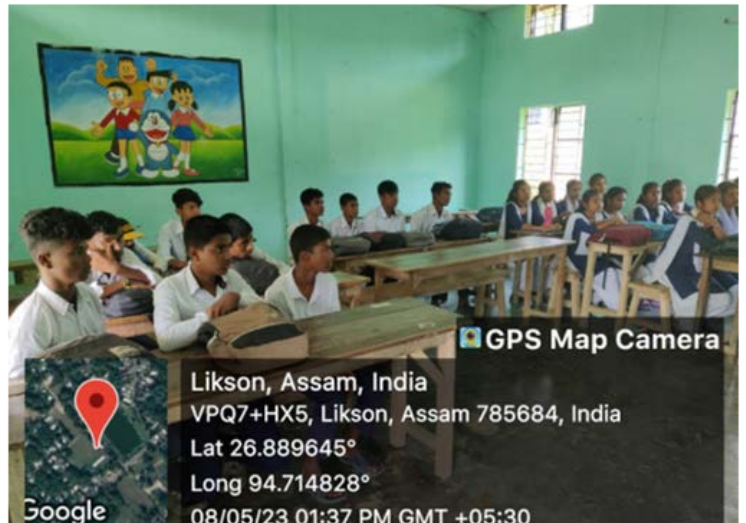 GPS Map Camera
Likson, Assam, India
VPQ7+HX5, Likson, Assam 785684, India
Lat 26.889645°
Long 94.714828°
08/05/23 01:37 PM GMT +05:30
Google